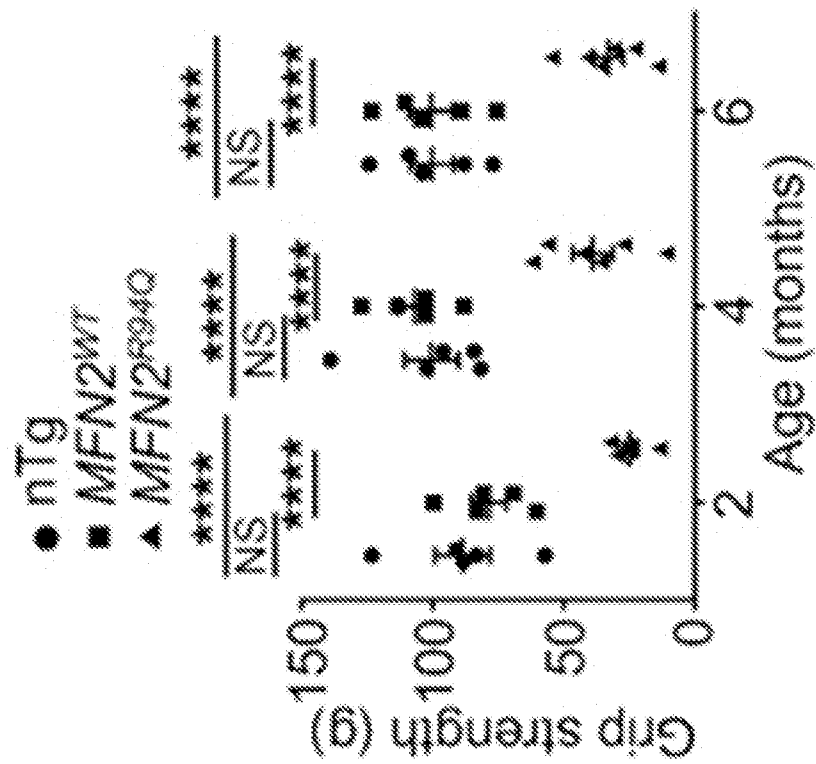 nTg
MFN2WT
MFN2R94Q
**** **** ****
NS NS NS
**** **** ****
150
100
50
0
Grip strength (g)
2 4 6
Age (months)